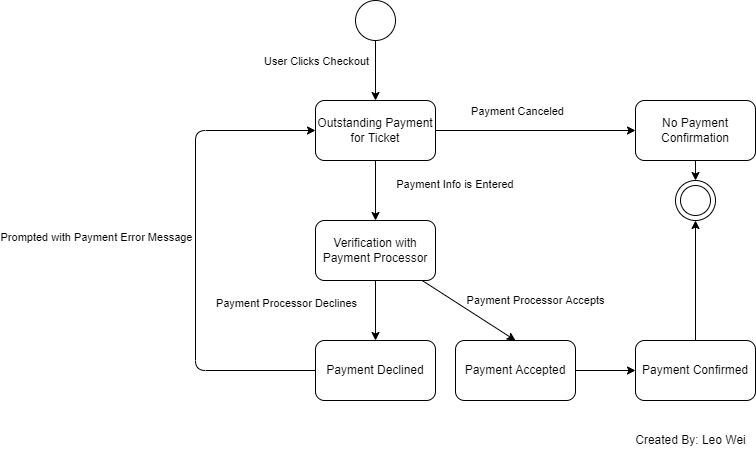 User Clicks Checkout
Outstanding Payment
for Ticket
Payment Canceled
No Payment
Confirmation
Payment Info is Entered
Prompted with Payment Error Message
Verification with
Payment Processor
Payment Processor Declines
Payment Processor Accepts
Payment Declined
Payment Accepted
Payment Confirmed
Created By: Leo Wei